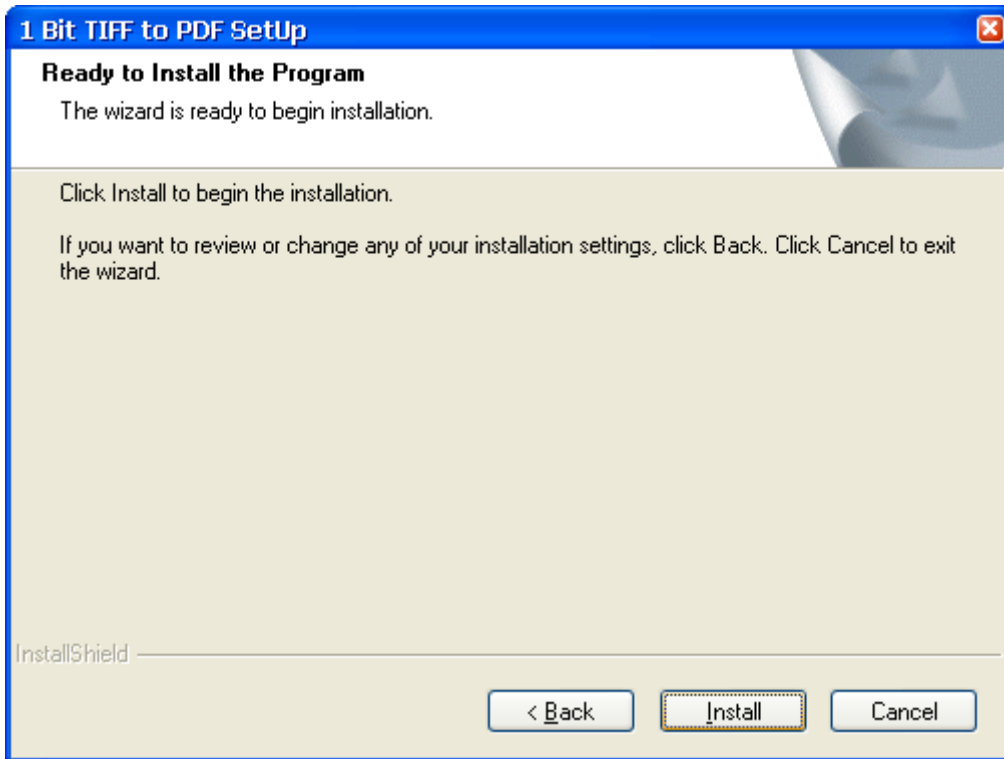 1 Bit TIFF to PDF SetUp
Ready to Install the Program
The wizard is ready to begin installation.
Click Install to begin the installation.
If you want to review or change any of your installation settings, click Back. Click Cancel to exit
the wizard.
InstallShield
< Back Install Cancel